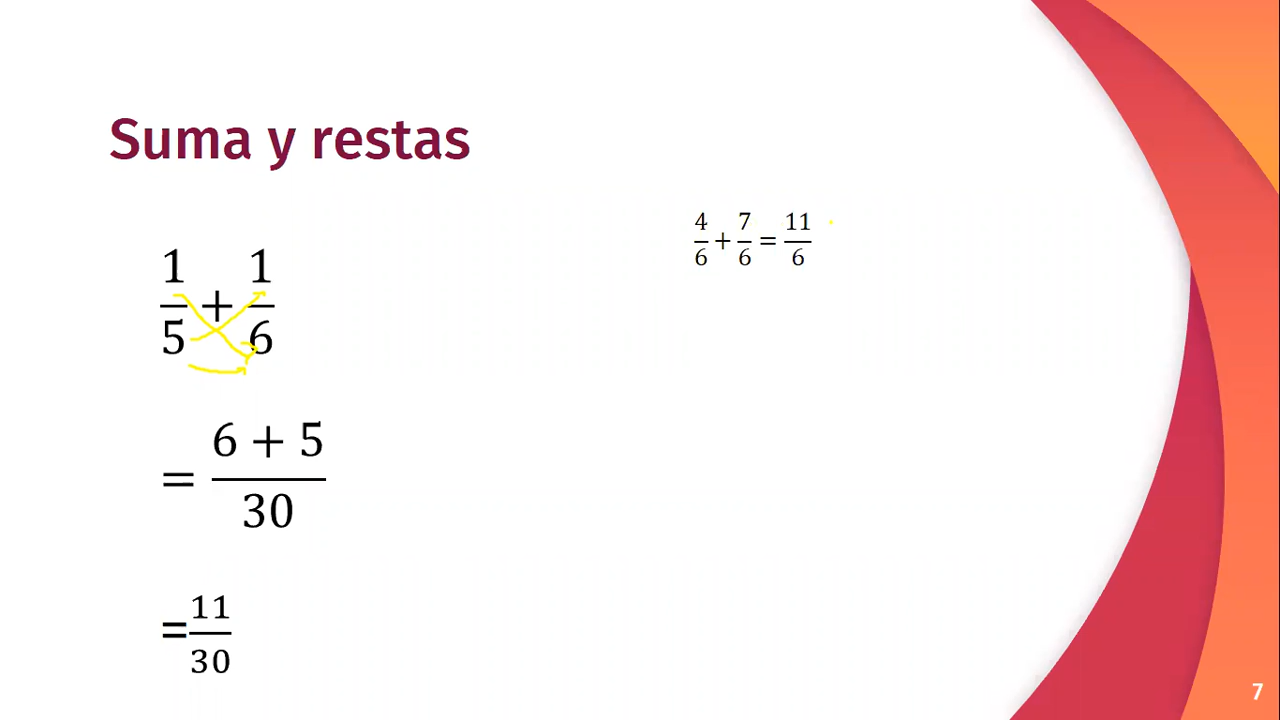 Suma y restas
1/5 + 1/6
= (6 + 5)/30
= 11/30
4/6 + 7/6 = 11/6
7